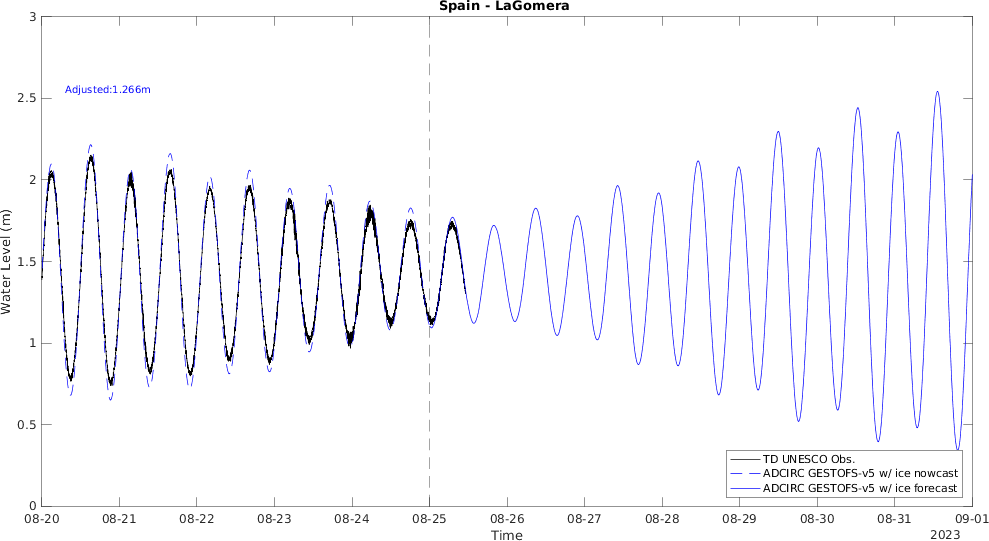 Spain - LaGomera
3
2.5
2
1.5
1
0.5
0
Water Level (m)
Adjusted:1.266m
TD UNESCO Obs.
ADCIRC GESTOFS-v5 w/ ice nowcast
ADCIRC GESTOFS-v5 w/ ice forecast
08-20 08-21 08-22 08-23 08-24 08-25 08-26 08-27 08-28 08-29 08-30 08-31 09-01
Time
2023